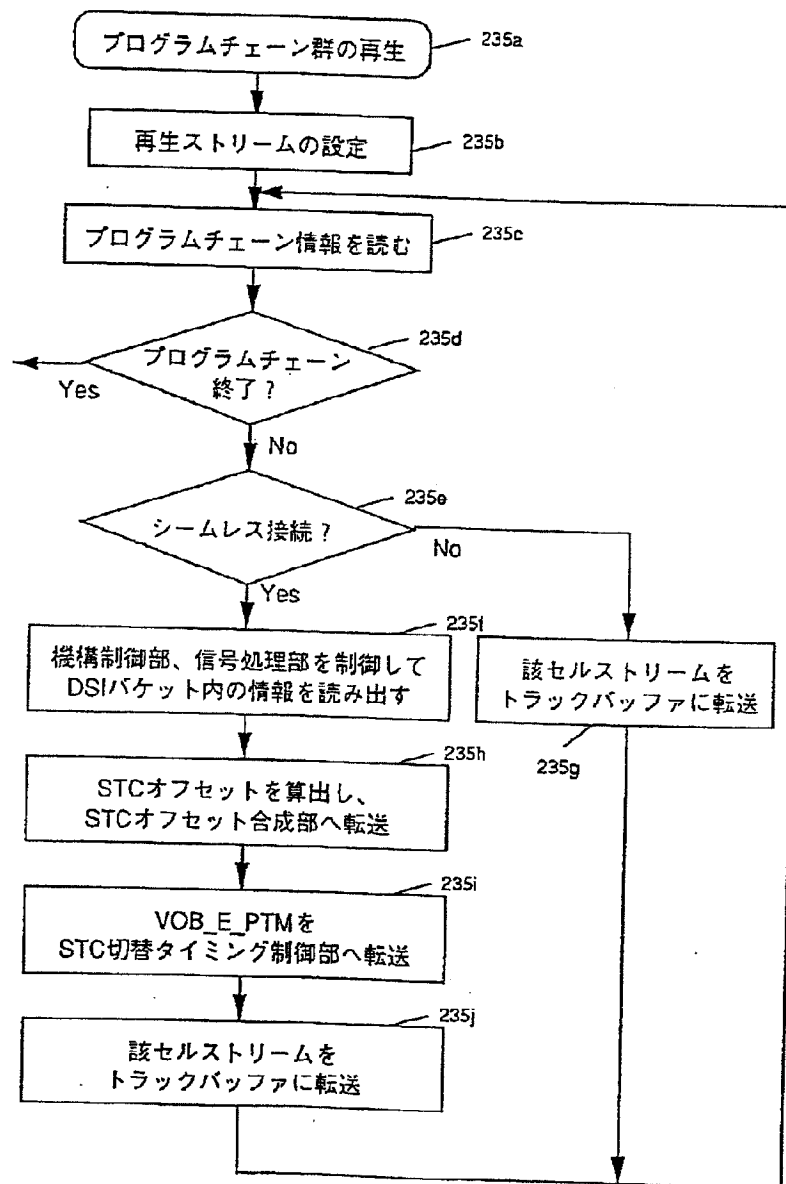 プログラムチェーン群の再生
235a
再生ストリームの設定
235b
プログラムチェーン情報を読む
235c
プログラムチェーン
終了？
235d
Yes
No
シームレス接続？
235e
No
Yes
235f
機構制御部、信号処理部を制御して
DSIパケット内の情報を読み出す
該セルストリームを
トラックバッファに転送
235g
235h
STCオフセットを算出し、
STCオフセット合成部へ転送
235i
VOB_E_PTMを
STC切替タイミング制御部へ転送
235j
該セルストリームを
トラックバッファに転送